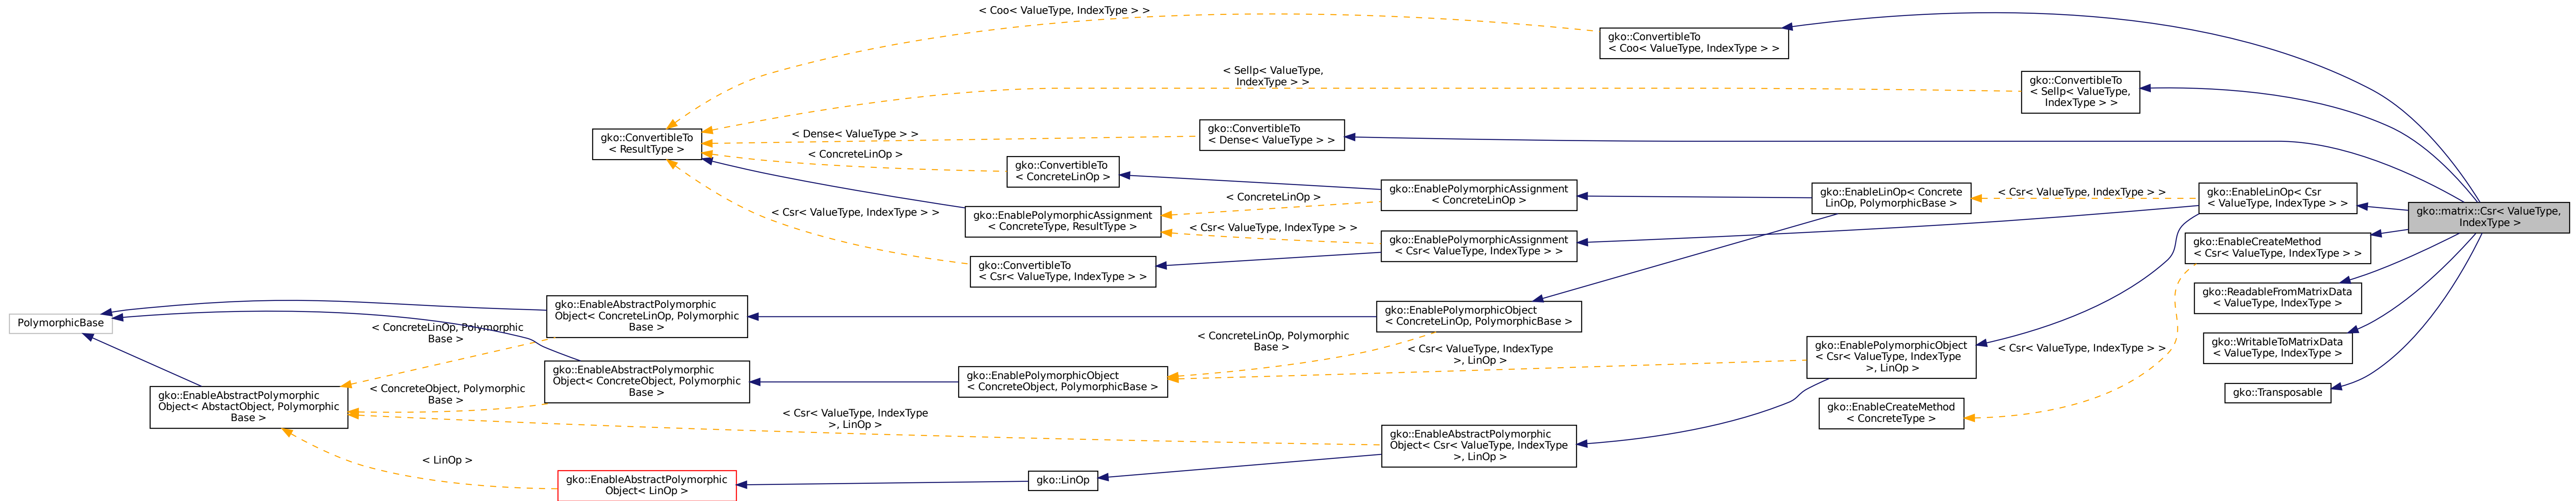 < Coo< ValueType, IndexType > >
gko::ConvertibleTo
< Coo< ValueType, IndexType > >
< Sellp< ValueType,
IndexType > >
gko::ConvertibleTo
< Sellp< ValueType,
IndexType > >
gko::ConvertibleTo
< ResultType >
< Dense< ValueType > >
gko::ConvertibleTo
< Dense< ValueType > >
< ConcreteLinOp >
gko::ConvertibleTo
< ConcreteLinOp >
gko::EnablePolymorphicAssignment
< ConcreteLinOp >
gko::EnableLinOp< Concrete
LinOp, PolymorphicBase >
< Csr< ValueType, IndexType > >
gko::EnableLinOp< Csr
< ValueType, IndexType > >
gko::matrix::Csr< ValueType,
IndexType >
< ConcreteLinOp >
< Csr< ValueType, IndexType > >
gko::EnablePolymorphicAssignment
< ConcreteType, ResultType >
< Csr< ValueType, IndexType > >
gko::EnablePolymorphicAssignment
< Csr< ValueType, IndexType > >
gko::EnableCreateMethod
< Csr< ValueType, IndexType > >
gko::ConvertibleTo
< Csr< ValueType, IndexType > >
gko::ReadableFromMatrixData
< ValueType, IndexType >
PolymorphicBase
gko::EnableAbstractPolymorphic
Object< ConcreteLinOp, Polymorphic
Base >
gko::EnablePolymorphicObject
< ConcreteLinOp, PolymorphicBase >
< ConcreteLinOp, Polymorphic
Base >
< ConcreteLinOp, Polymorphic
Base >
< Csr< ValueType, IndexType
>, LinOp >
gko::EnablePolymorphicObject
< Csr< ValueType, IndexType
>, LinOp >
< Csr< ValueType, IndexType > >
gko::WritableToMatrixData
< ValueType, IndexType >
gko::EnableAbstractPolymorphic
Object< ConcreteObject, Polymorphic
Base >
gko::EnablePolymorphicObject
< ConcreteObject, PolymorphicBase >
gko::Transposable
gko::EnableAbstractPolymorphic
Object< AbstactObject, Polymorphic
Base >
< ConcreteObject, Polymorphic
Base >
gko::EnableCreateMethod
< ConcreteType >
< Csr< ValueType, IndexType
>, LinOp >
gko::EnableAbstractPolymorphic
Object< Csr< ValueType, IndexType
>, LinOp >
< LinOp >
gko::EnableAbstractPolymorphic
Object< LinOp >
gko::LinOp